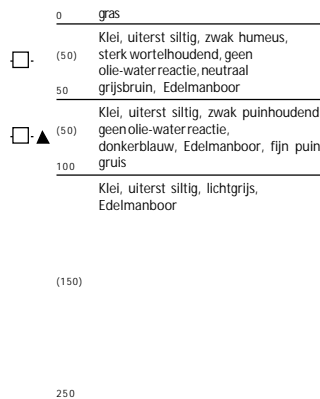 0 gras
Klei, uiterst siltig, zwak humeus,
(50) sterk wortelhoudend, geen
olie-water reactie, neutraal
50 grijsbruin, Edelmanboor
Klei, uiterst siltig, zwak puinhoudend
(50) geen olie-water reactie,
donkerblauw, Edelmanboor, fijn puin
100 gruis
Klei, uiterst siltig, lichtgrijs,
Edelmanboor
(150)
250